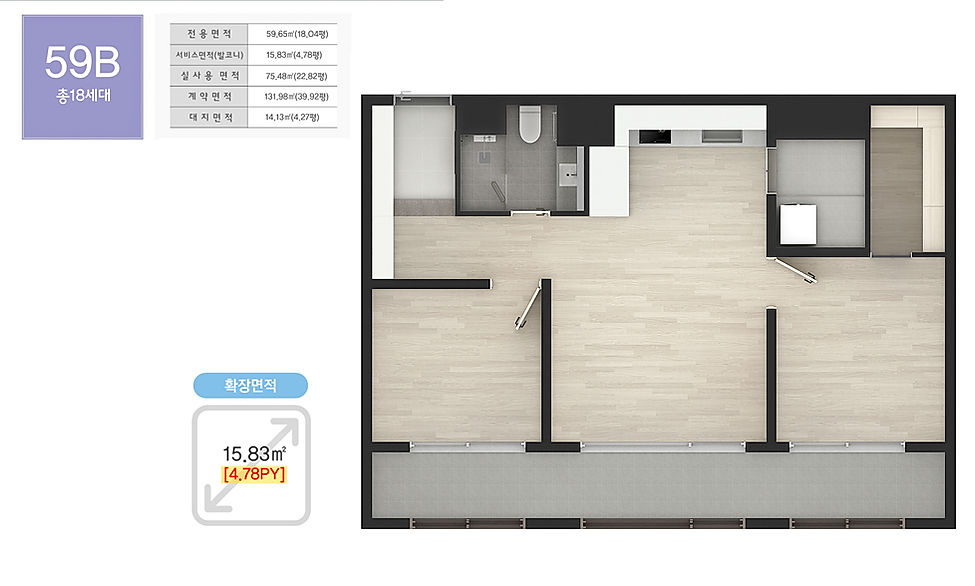 59B
총18세대
전용면적 59,65㎡(18,04평)
서비스면적(발코니) 15,83㎡(4,78평)
실사용 면적 75,48㎡(22,82평)
계약면적 131,98㎡(39,92평)
대지면적 14,13㎡(4,27평)
확장면적
15.83㎡
[4.78PY]